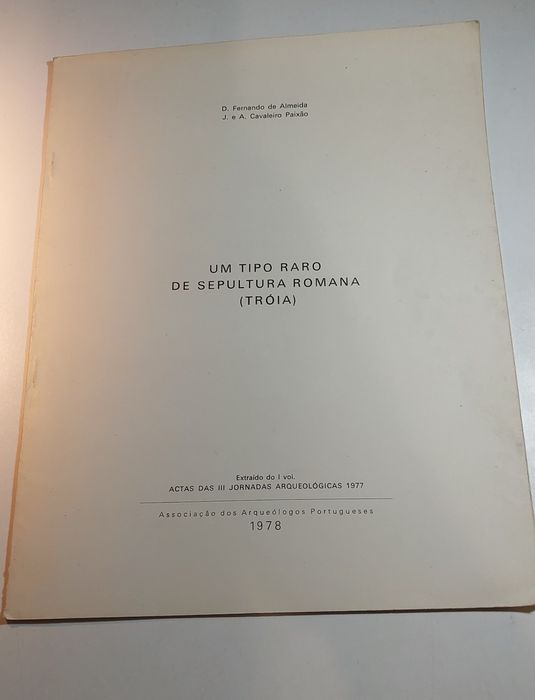 D. Fernando de Almeida
J. e A. Cavaleiro Paixão
UM TIPO RARO
DE SEPULTURA ROMANA
(TRÓIA)
Extraído do I vol.
ACTAS DAS III JORNADAS ARQUEOLÓGICAS 1977
Associação dos Arqueólogos Portugueses
1978